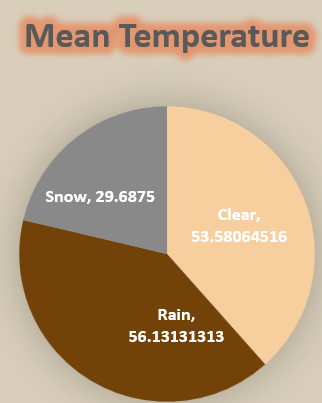 Mean Temperature
Snow, 29.6875
Clear,
53.58064516
Rain,
56.13131313